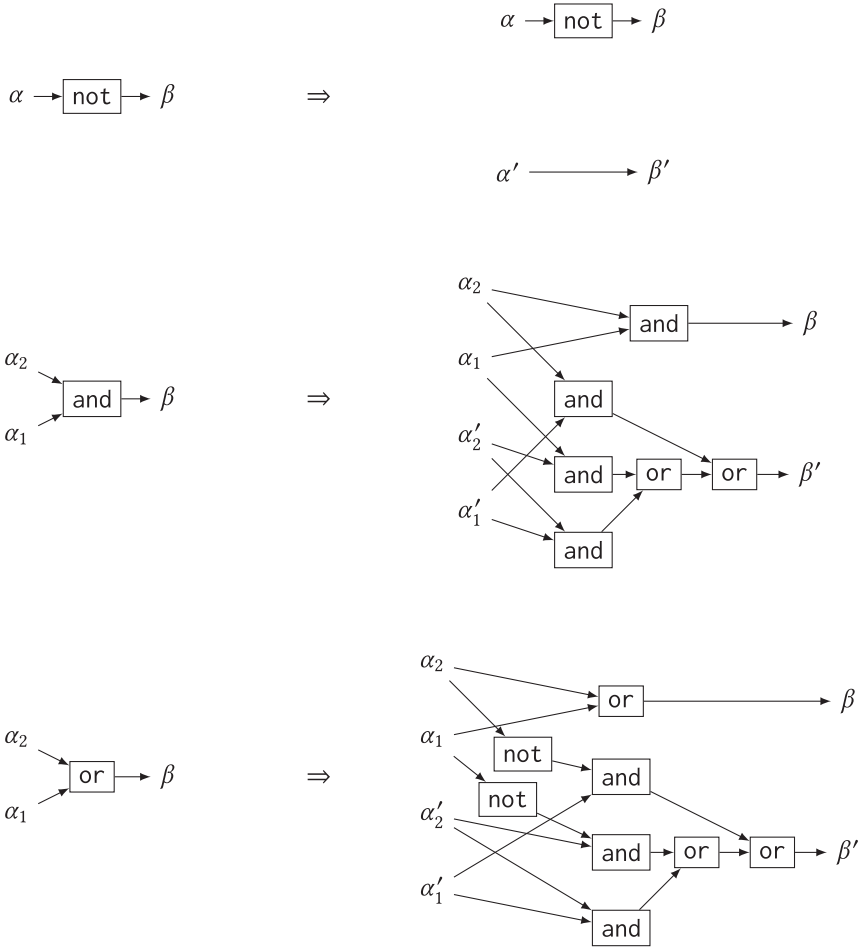 α not β
α not β
⇒
α′ β′
α₂
and β
α₁
⇒
α₂
and β
α₁
and
α′₂
and or or β′
α′₁
and
α₂
or β
α₁
⇒
α₂
or β
α₁
not
and
not
α′₂
and or or β′
α′₁
and